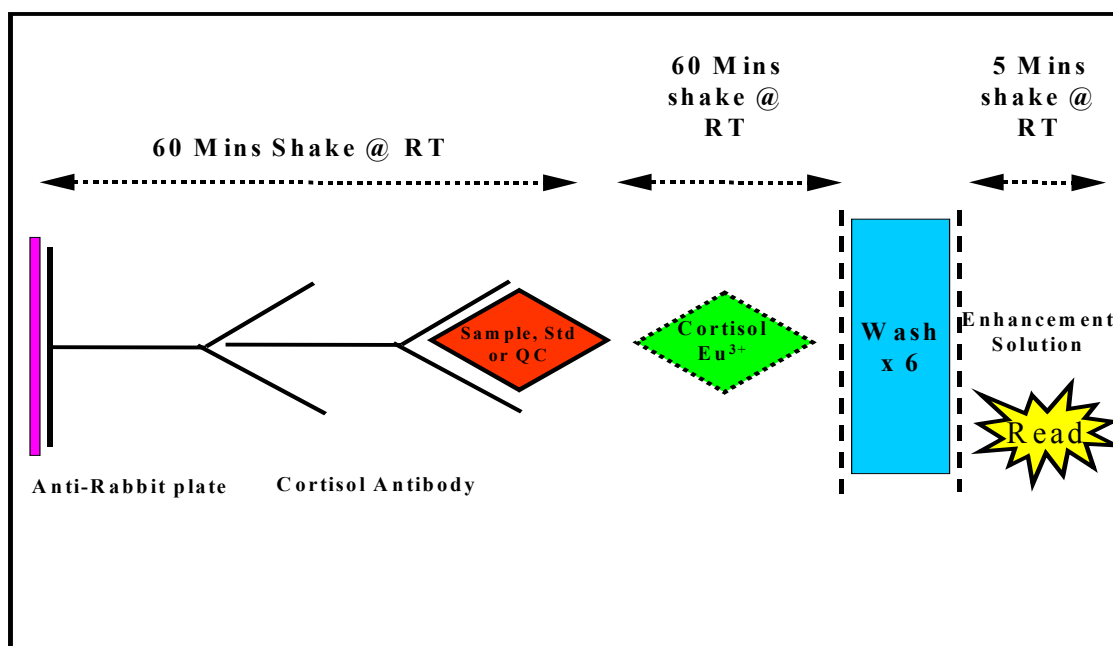 60 Mins Shake @ RT
60 Mins
shake @
RT
5 Mins
shake @
RT
Sample, Std
or QC
Cortisol
Eu³⁺
Wash
x 6
Enhancement
Solution
Read
Anti-Rabbit plate
Cortisol Antibody